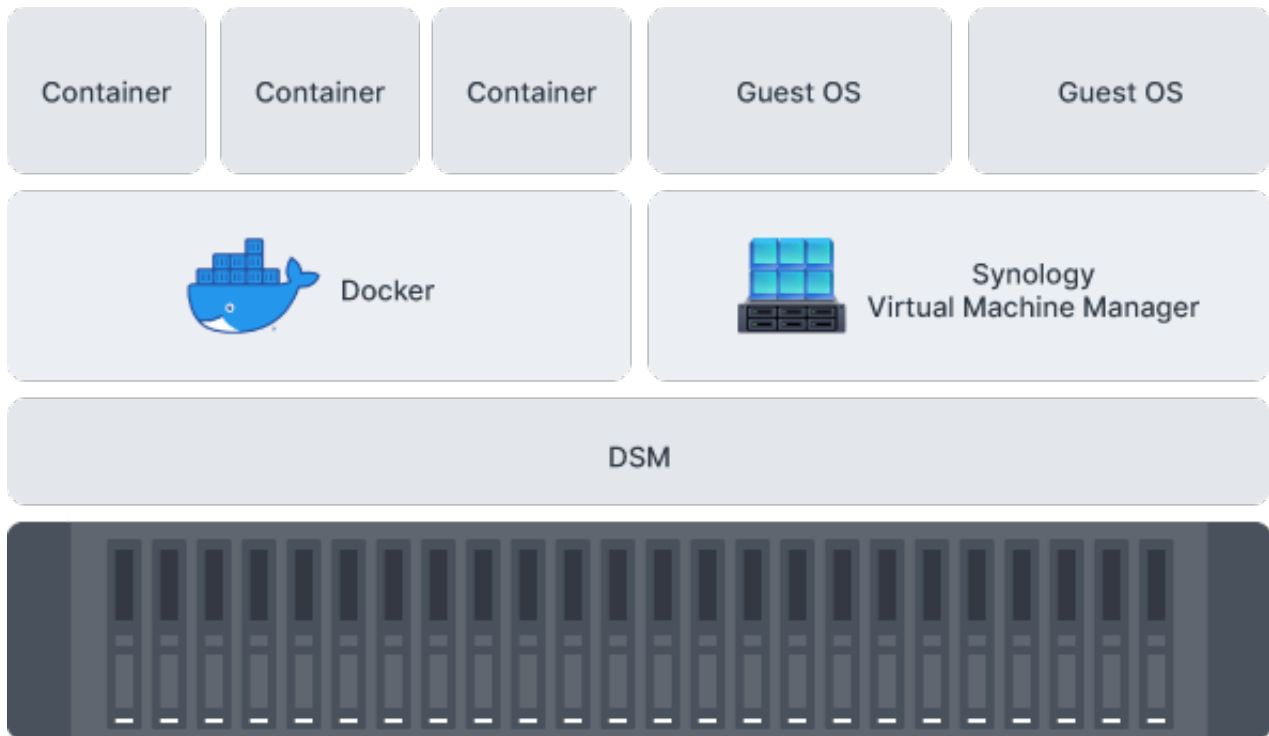 Container
Container
Container
Guest OS
Guest OS
Docker
Synology
Virtual Machine Manager
DSM